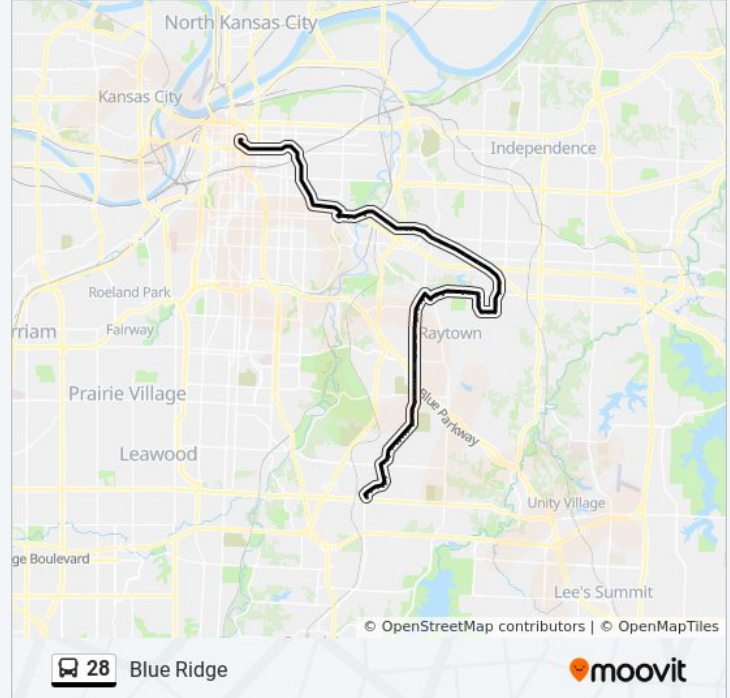 North Kansas City
Kansas City
Independence
Roeland Park
rriam
Fairway
Raytown
Prairie Village
Blue Parkway
Leawood
Unity Village
ge Boulevard
Lee's Summit
© OpenStreetMap contributors | © OpenMapTiles
28 Blue Ridge
moovit